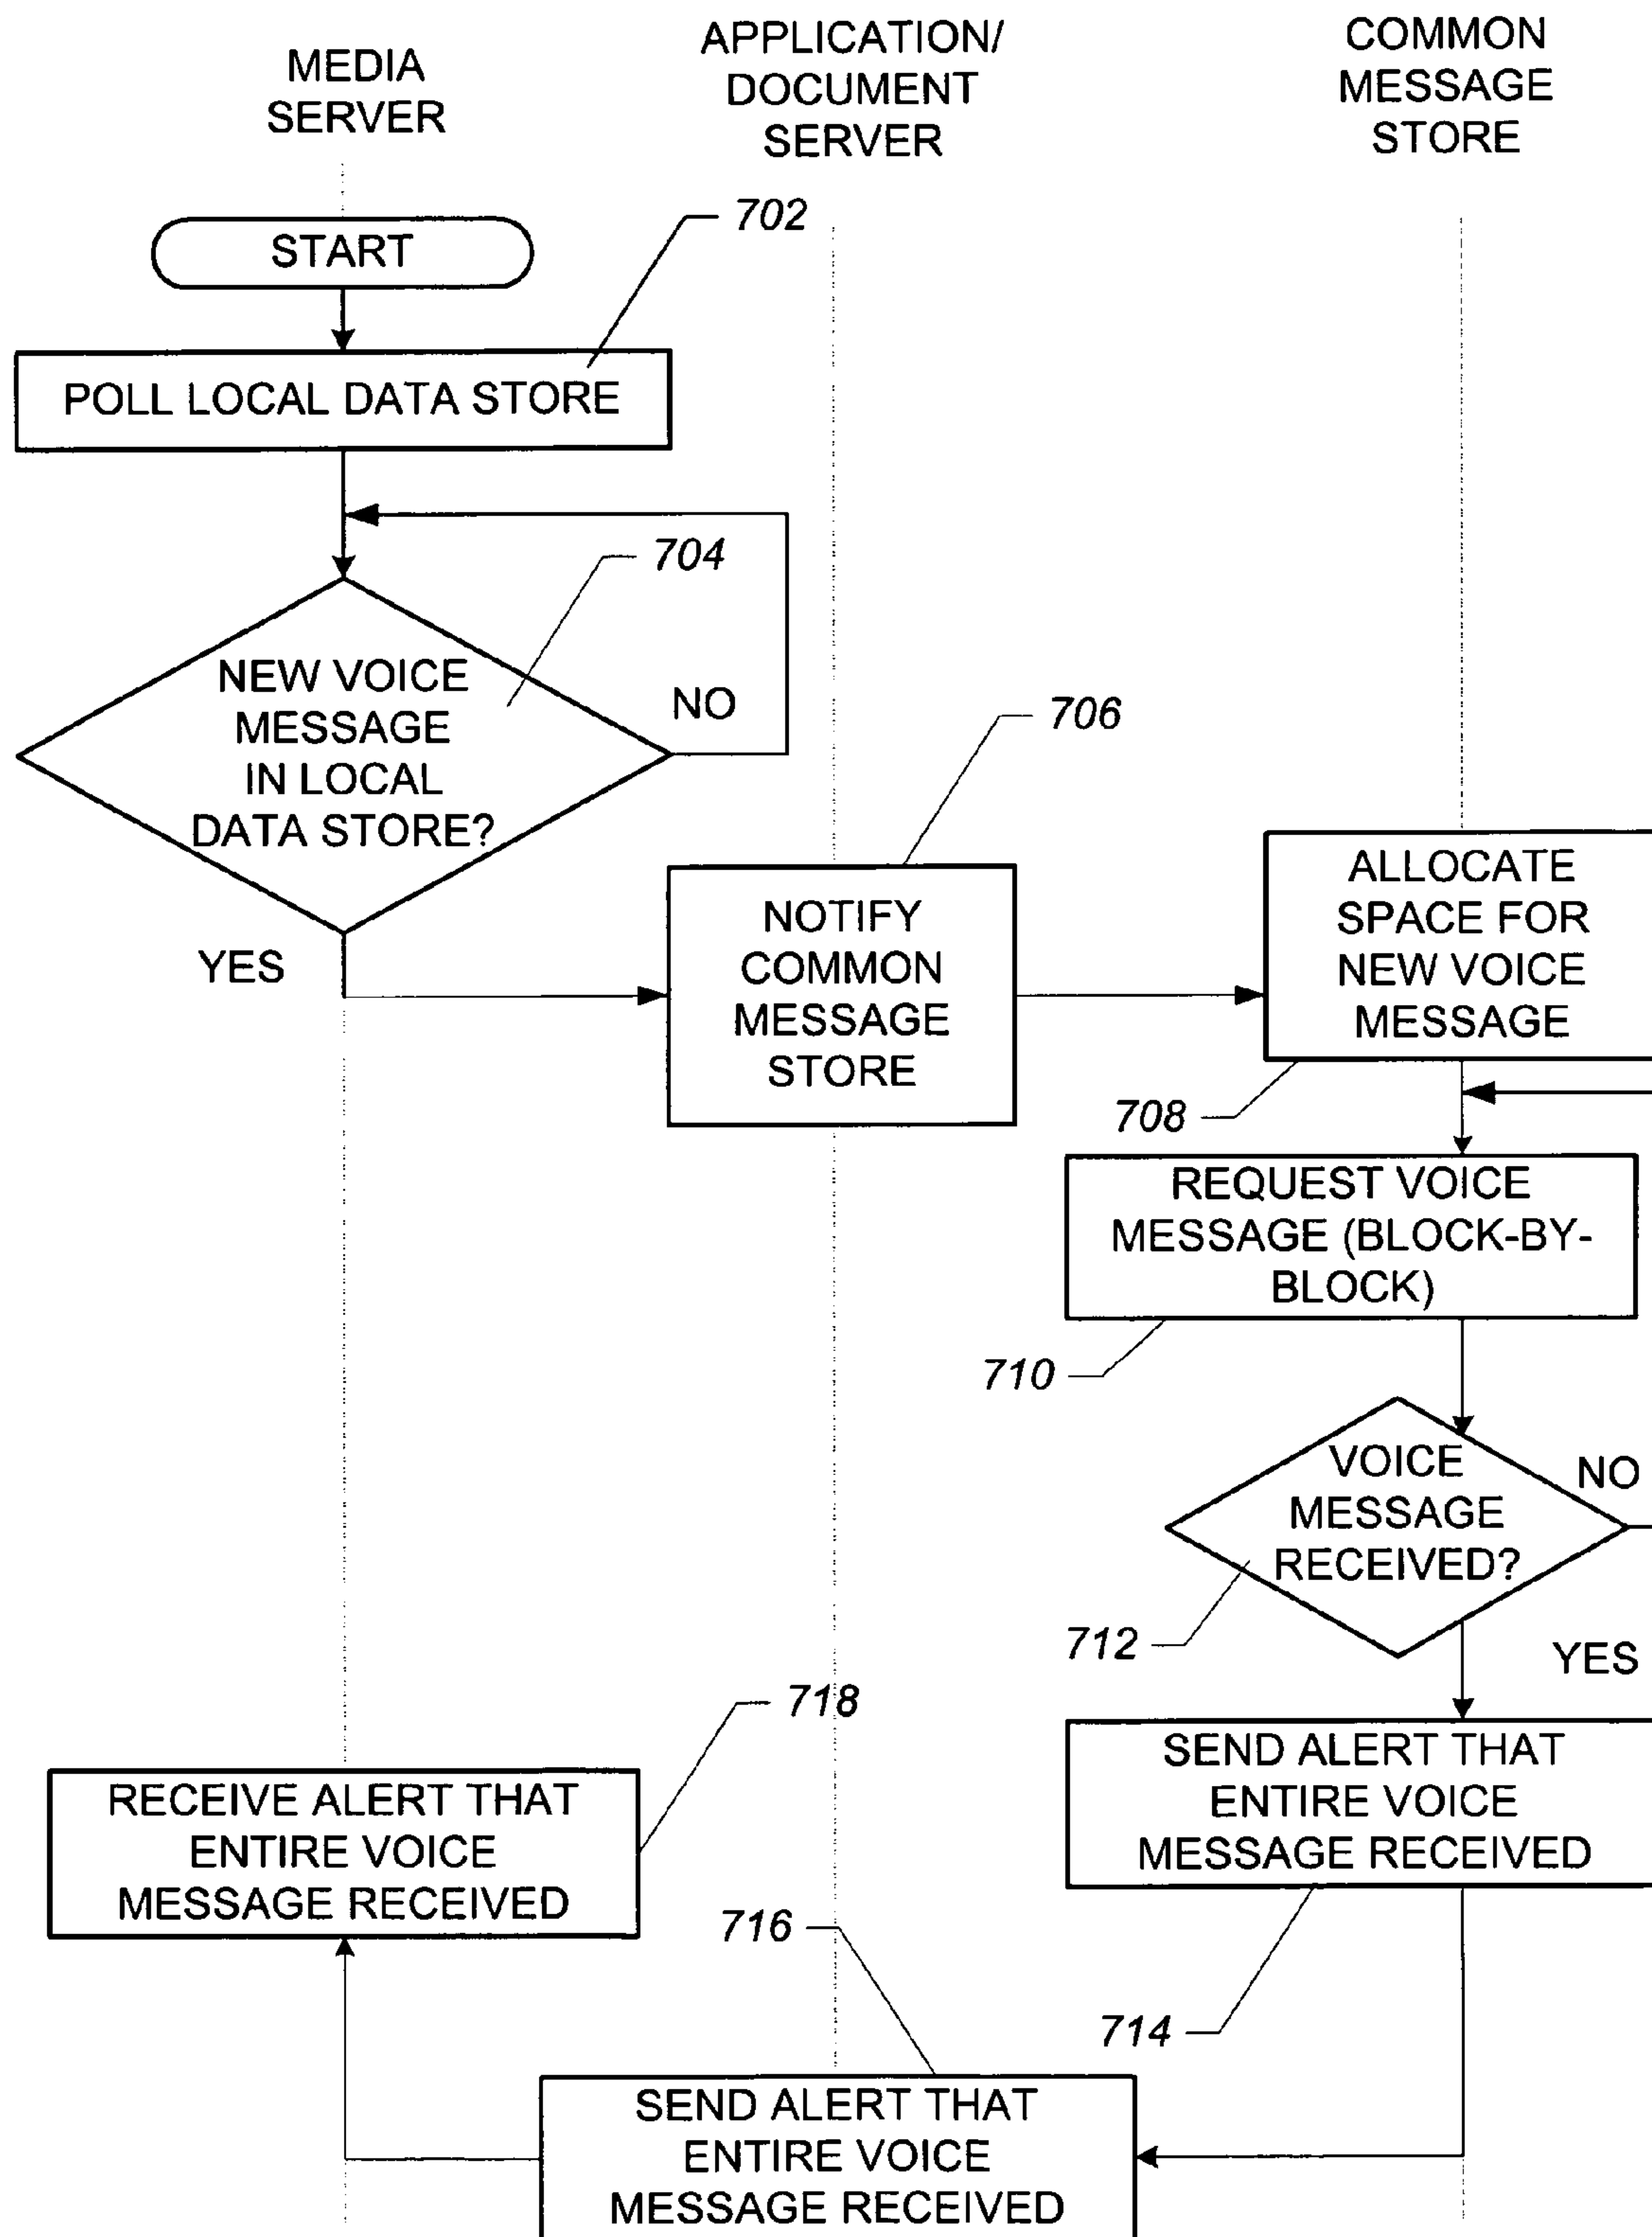 MEDIA
SERVER
APPLICATION/
DOCUMENT
SERVER
COMMON
MESSAGE
STORE
START
702
POLL LOCAL DATA STORE
704
NEW VOICE
MESSAGE
IN LOCAL
DATA STORE?
NO
YES
706
NOTIFY
COMMON
MESSAGE
STORE
ALLOCATE
SPACE FOR
NEW VOICE
MESSAGE
708
REQUEST VOICE
MESSAGE (BLOCK-BY-
BLOCK)
710
VOICE
MESSAGE
RECEIVED?
NO
712
YES
SEND ALERT THAT
ENTIRE VOICE
MESSAGE RECEIVED
714
716
SEND ALERT THAT
ENTIRE VOICE
MESSAGE RECEIVED
718
RECEIVE ALERT THAT
ENTIRE VOICE
MESSAGE RECEIVED